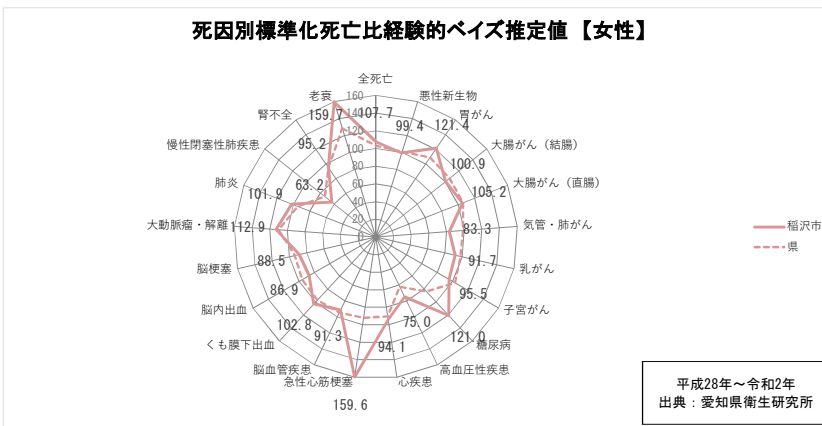 死因別標準化死亡比経験的ベイズ推定値 【女性】
全死亡
悪性新生物
胃がん
大腸がん（結腸）
大腸がん（直腸）
気管・肺がん
乳がん
子宮がん
糖尿病
高血圧性疾患
心疾患
急性心筋梗塞
脳血管疾患
くも膜下出血
脳内出血
脳梗塞
大動脈瘤・解離
肺炎
慢性閉塞性肺疾患
腎不全
老衰
107.7
99.4
121.4
100.9
105.2
83.3
91.7
95.5
121.0
75.0
94.1
159.6
91.3
102.8
86.9
88.5
112.9
101.9
63.2
95.2
159.7
160
140
120
100
80
60
40
20
0
稲沢市
県
平成28年～令和2年
出典：愛知県衛生研究所